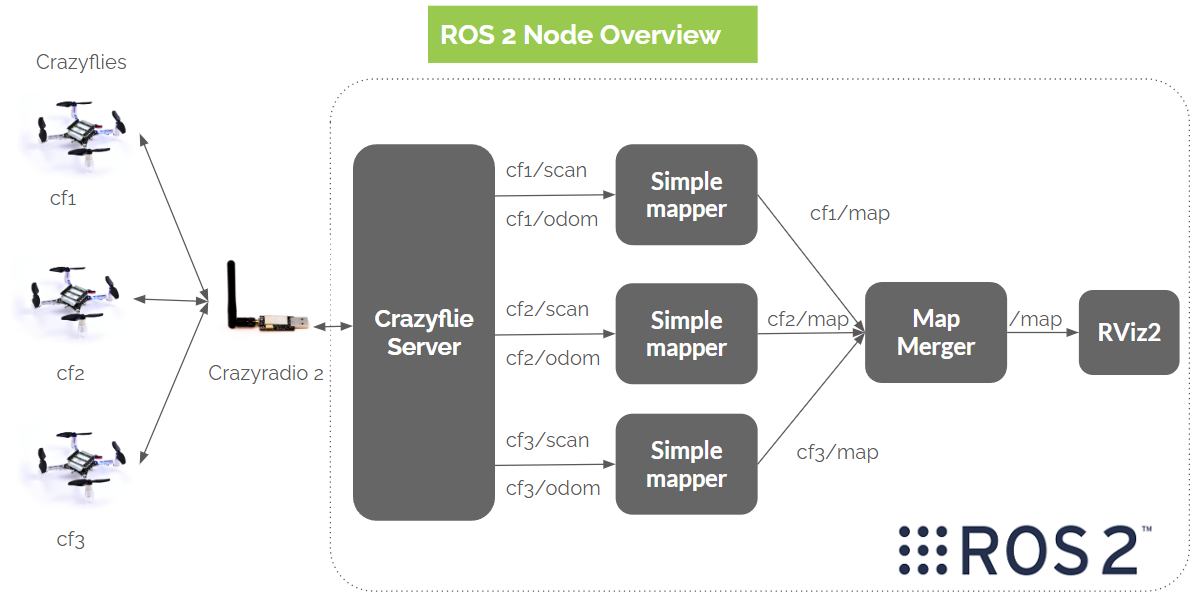 ROS 2 Node Overview
Crazyflies
cf1
cf2
cf3
Crazyradio 2
Crazyflie
Server
cf1/scan
cf1/odom
cf2/scan
cf2/odom
cf3/scan
cf3/odom
Simple
mapper
Simple
mapper
Simple
mapper
cf1/map
cf2/map
cf3/map
Map
Merger
/map
RViz2
ROS 2™